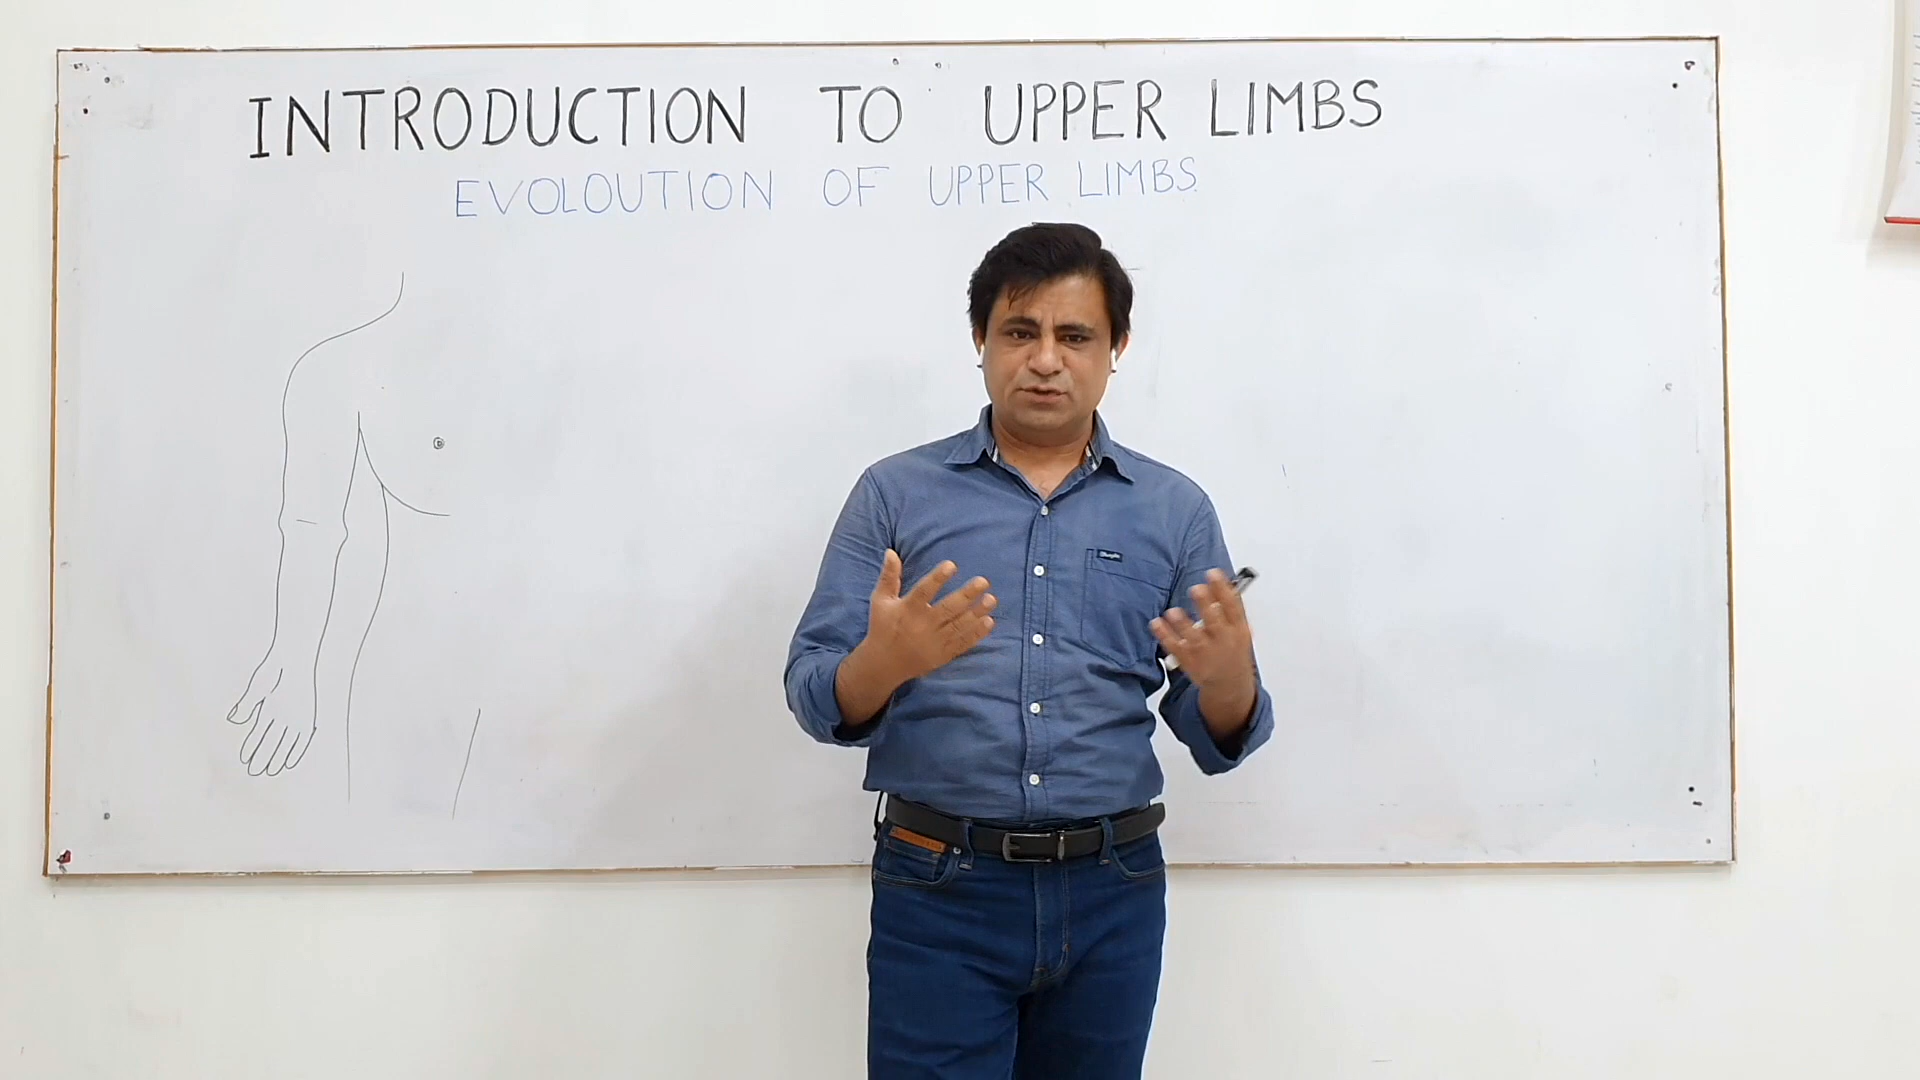 INTRODUCTION TO UPPER LIMBS
EVOLOUTION OF UPPER LIMBS